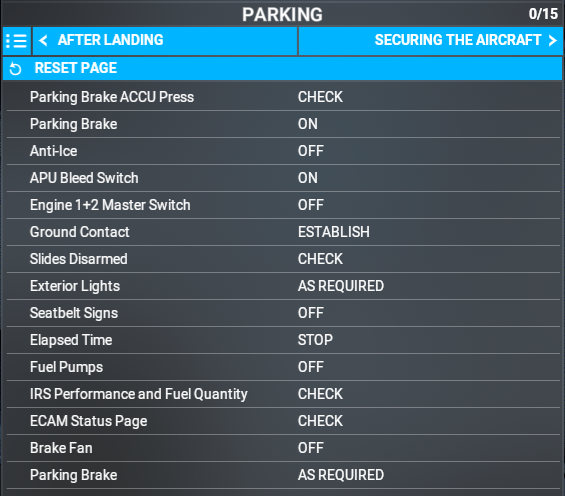 PARKING 0/15
AFTER LANDING SECURING THE AIRCRAFT
RESET PAGE
Parking Brake ACCU Press CHECK
Parking Brake ON
Anti-Ice OFF
APU Bleed Switch ON
Engine 1+2 Master Switch OFF
Ground Contact ESTABLISH
Slides Disarmed CHECK
Exterior Lights AS REQUIRED
Seatbelt Signs OFF
Elapsed Time STOP
Fuel Pumps OFF
IRS Performance and Fuel Quantity CHECK
ECAM Status Page CHECK
Brake Fan OFF
Parking Brake AS REQUIRED